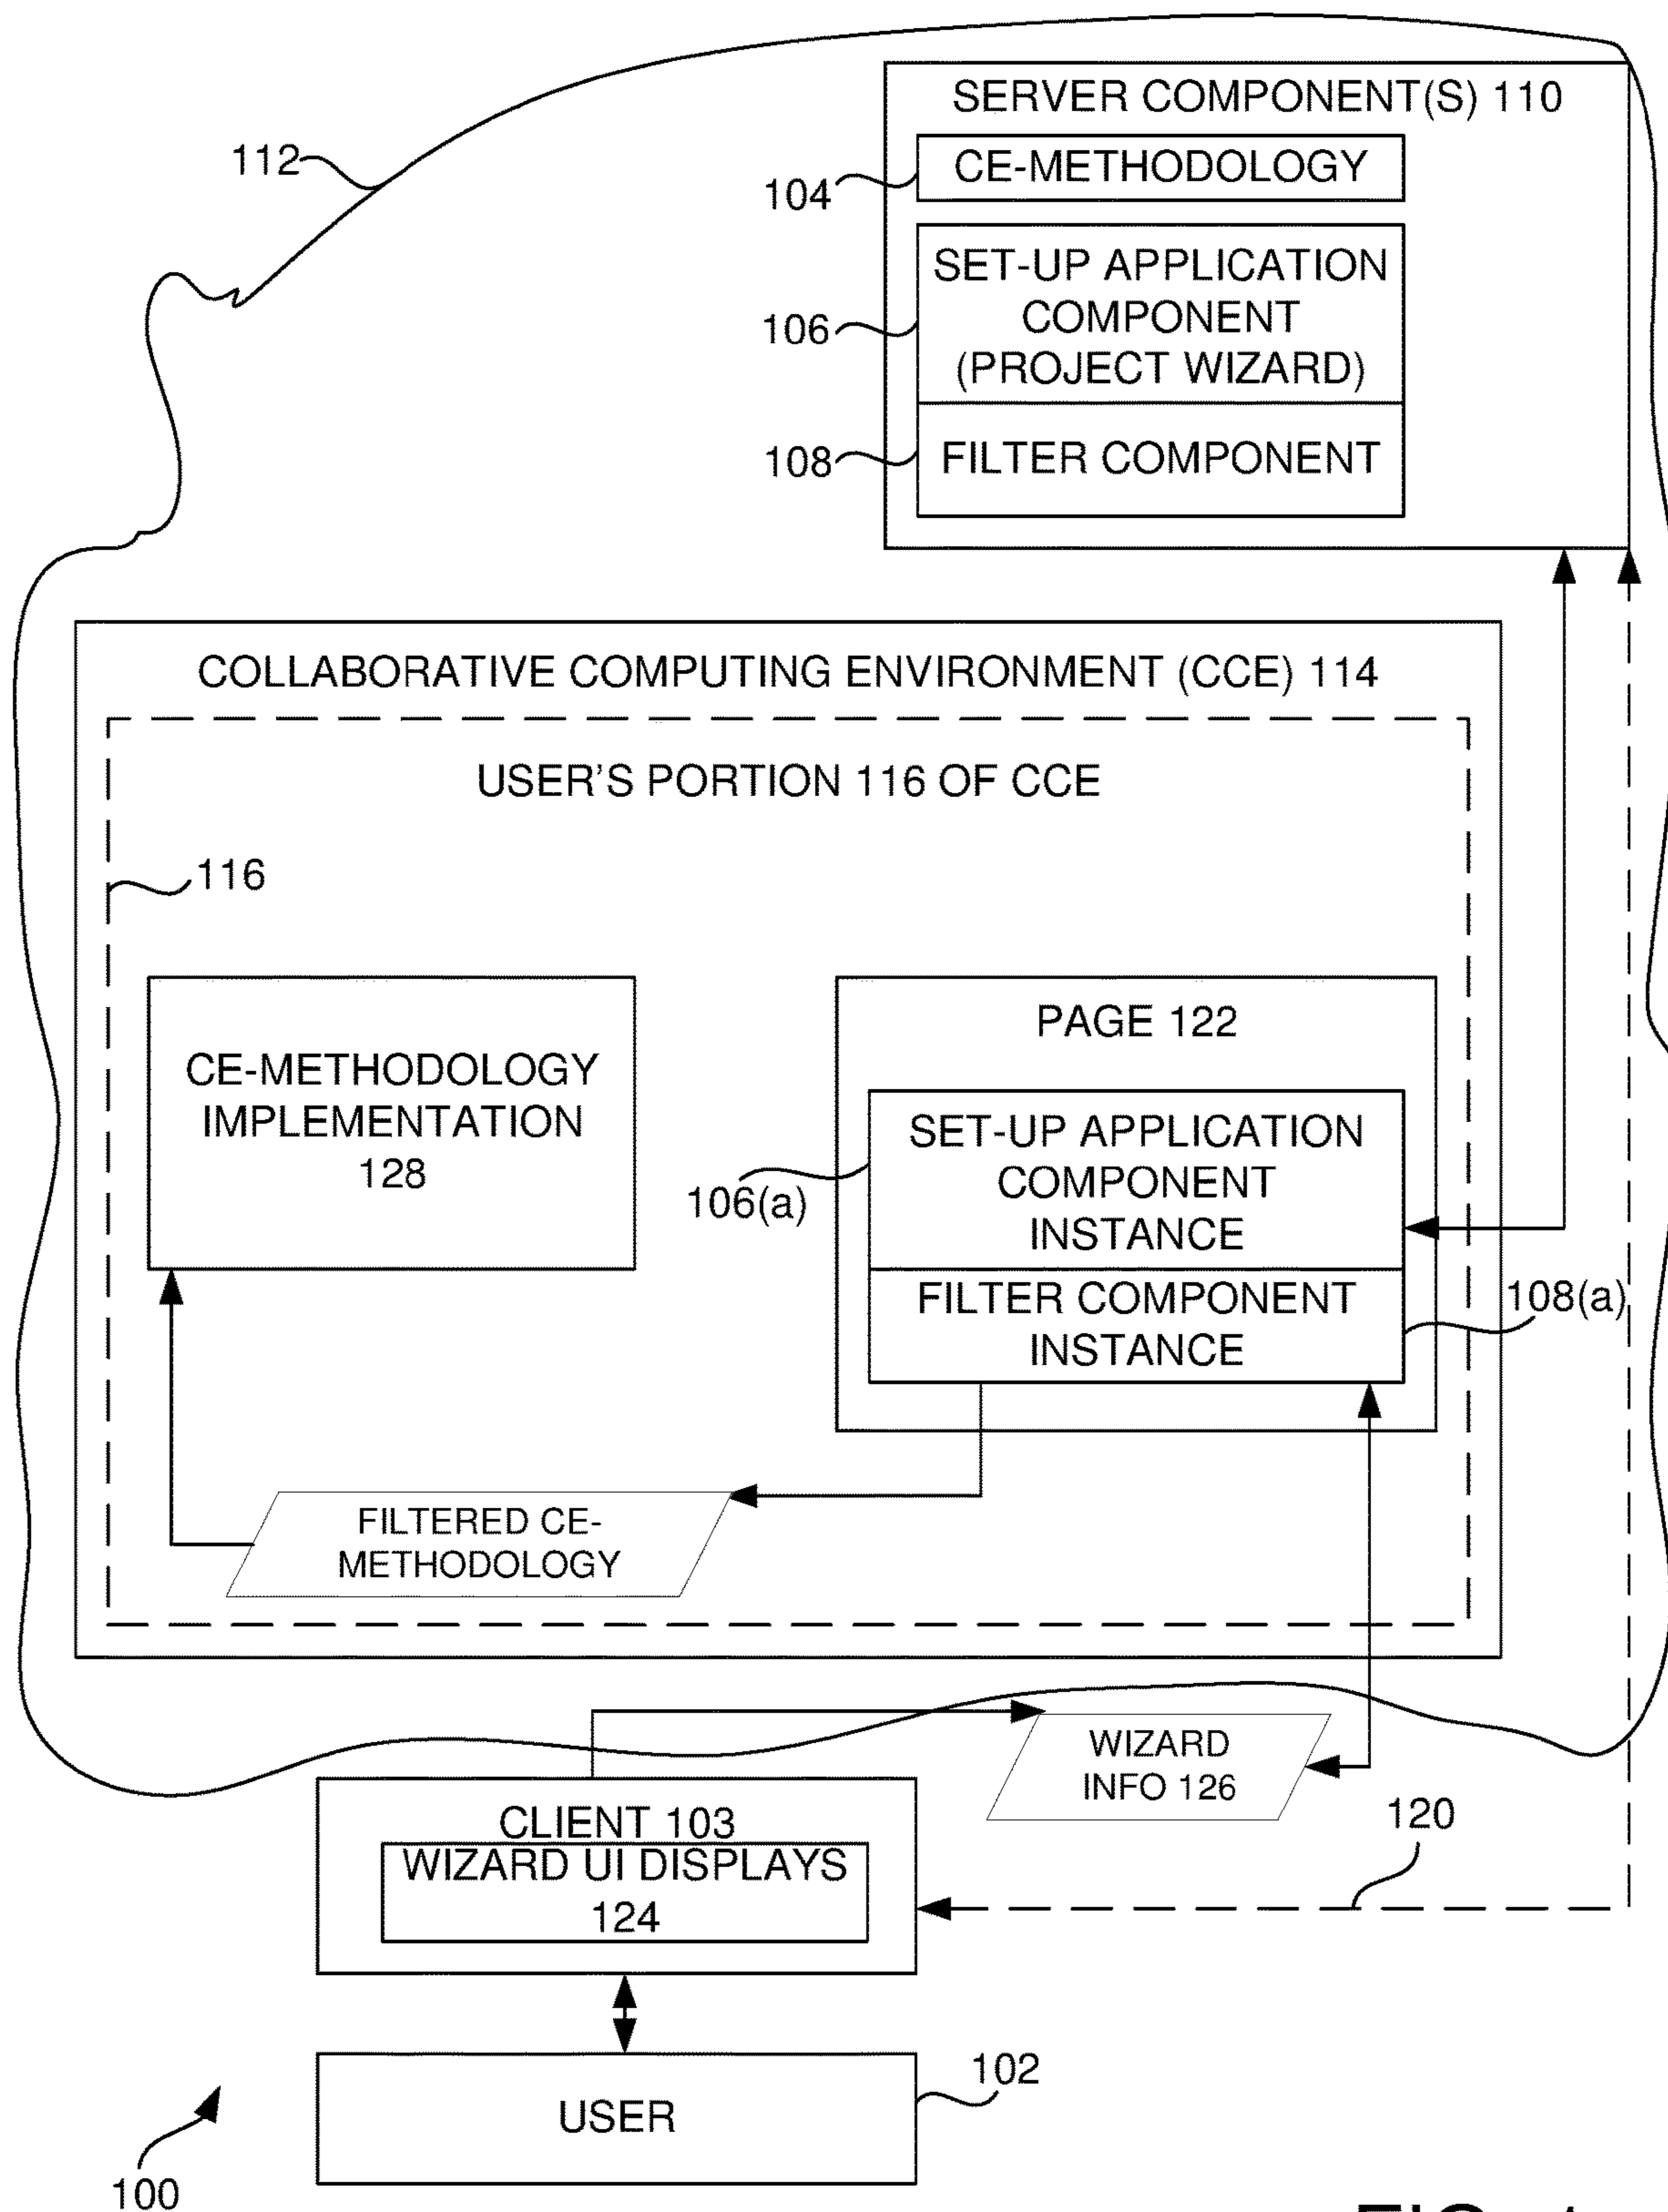 SERVER COMPONENT(S) 110
112
104
CE-METHODOLOGY
SET-UP APPLICATION
COMPONENT
(PROJECT WIZARD)
106
108
FILTER COMPONENT
COLLABORATIVE COMPUTING ENVIRONMENT (CCE) 114
USER'S PORTION 116 OF CCE
116
CE-METHODOLOGY
IMPLEMENTATION
128
PAGE 122
SET-UP APPLICATION
COMPONENT
INSTANCE
106(a)
FILTER COMPONENT
INSTANCE
108(a)
FILTERED CE-
METHODOLOGY
WIZARD
INFO 126
CLIENT 103
WIZARD UI DISPLAYS
124
120
USER
102
100